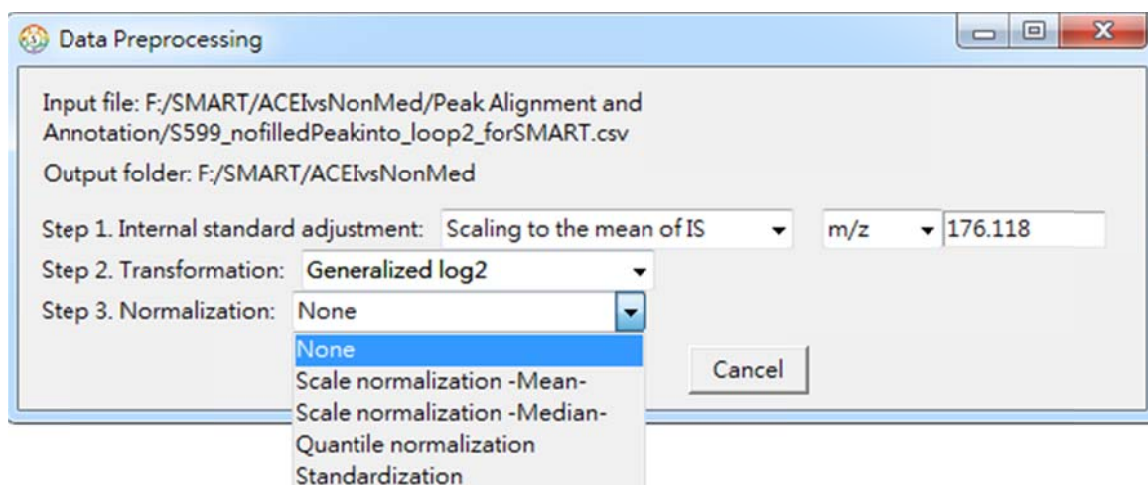 Data Preprocessing
Input file: F:/SMART/ACEIvsNonMed/Peak Alignment and
Annotation/S599_nofilledPeakinto_loop2_forSMART.csv
Output folder: F:/SMART/ACEIvsNonMed
Step 1. Internal standard adjustment: Scaling to the mean of IS m/z 176.118
Step 2. Transformation: Generalized log2
Step 3. Normalization: None
None
Cancel
Scale normalization -Mean-
Scale normalization -Median-
Quantile normalization
Standardization